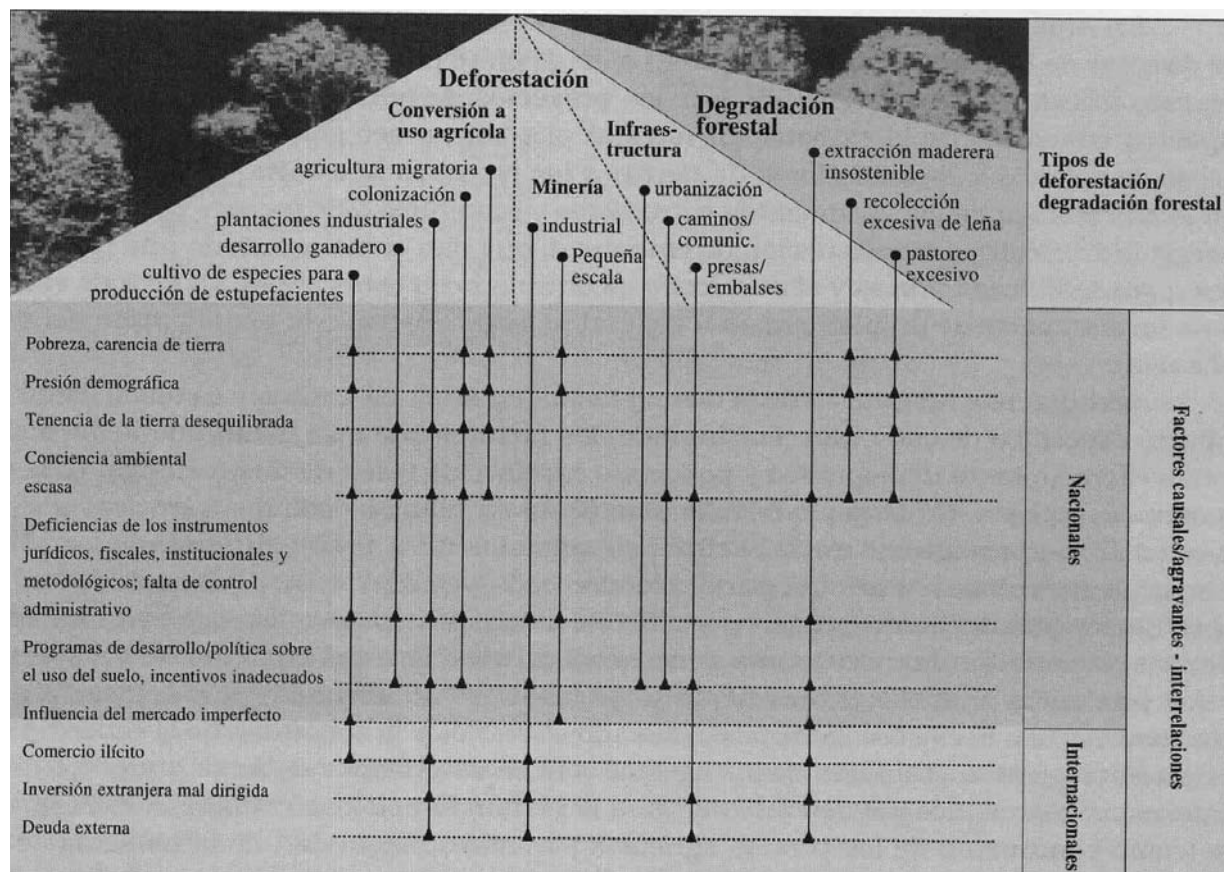 Deforestación
Conversión a
uso agrícola
agricultura migratoria
colonización
plantaciones industriales
desarrollo ganadero
cultivo de especies para
producción de estupefacientes
Minería
industrial
Pequeña
escala
Infraes-
tructura
urbanización
caminos/
comunic.
presas/
embalses
Degradación
forestal
extracción maderera
insostenible
recolección
excesiva de leña
pastoreo
excesivo
Tipos de
deforestación/
degradación forestal
Pobreza, carencia de tierra
Presión demográfica
Tenencia de la tierra desequilibrada
Conciencia ambiental
escasa
Deficiencias de los instrumentos
jurídicos, fiscales, institucionales y
metodológicos; falta de control
administrativo
Programas de desarrollo/política sobre
el uso del suelo, incentivos inadecuados
Influencia del mercado imperfecto
Comercio ilícito
Inversión extranjera mal dirigida
Deuda externa
Nacionales
Internacionales
Factores causales/agravantes - interrelaciones